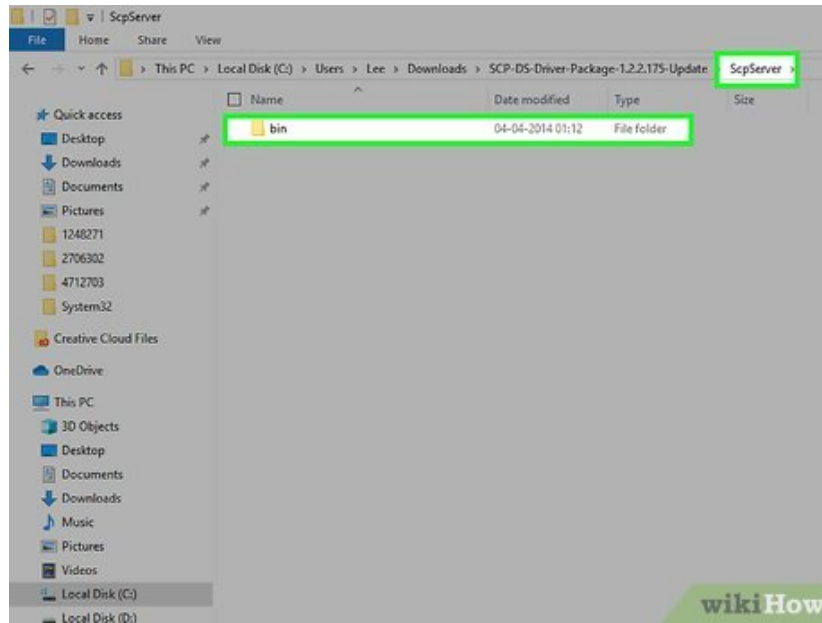 ScpServer
File Home Share View
This PC > Local Disk (C:) > Users > Lee > Downloads > SCP-DS-Driver-Package-1.2.2.175-Update > ScpServer >
Name Date modified Type Size
bin 04-04-2014 01:12 File folder
Quick access
Desktop
Downloads
Documents
Pictures
1248271
2706302
4712703
System32
Creative Cloud Files
OneDrive
This PC
3D Objects
Desktop
Documents
Downloads
Music
Pictures
Videos
Local Disk (C:)
Local Disk (D:)
wikiHow